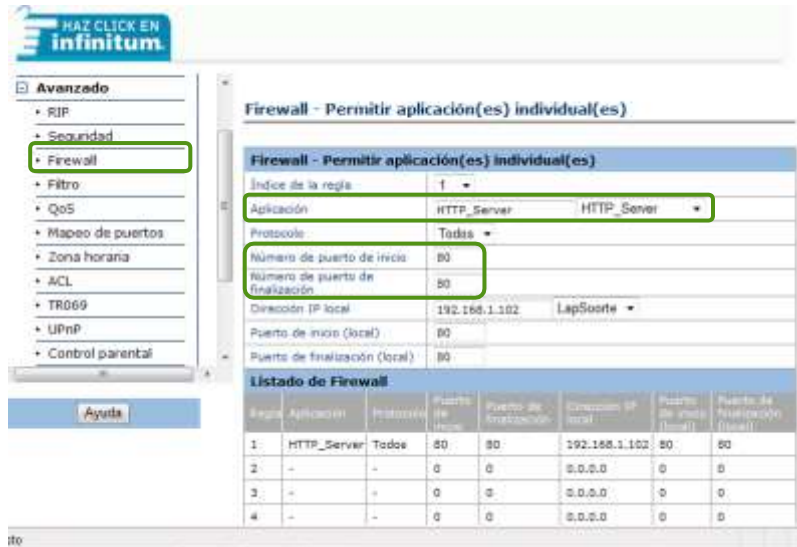 HAZ CLICK EN
infinitum
Avanzado
RIP
Seguridad
Firewall
Filtro
QoS
Mapeo de puertos
Zona horaria
ACL
TR069
UPnP
Control parental
Ayuda
Firewall - Permitir aplicación(es) individual(es)
Firewall - Permitir aplicación(es) individual(es)
Índice de la regla 1
Aplicación HTTP_Server HTTP_Server
Protocolo Todos
Número de puerto de inicio 80
Número de puerto de finalización 80
Dirección IP local 192.168.1.102 LapSoorte
Puerto de inicio (local) 80
Puerto de finalización (local) 80
Listado de Firewall
Regla Aplicación Protocolo Puerto de inicio Puerto de finalización Dirección IP local Puerto de inicio (local) Puerto de finalización (local)
1 HTTP_Server Todos 80 80 192.168.1.102 80 80
2 - - 0 0 0.0.0.0 0 0
3 - - 0 0 0.0.0.0 0 0
4 - - 0 0 0.0.0.0 0 0
sto